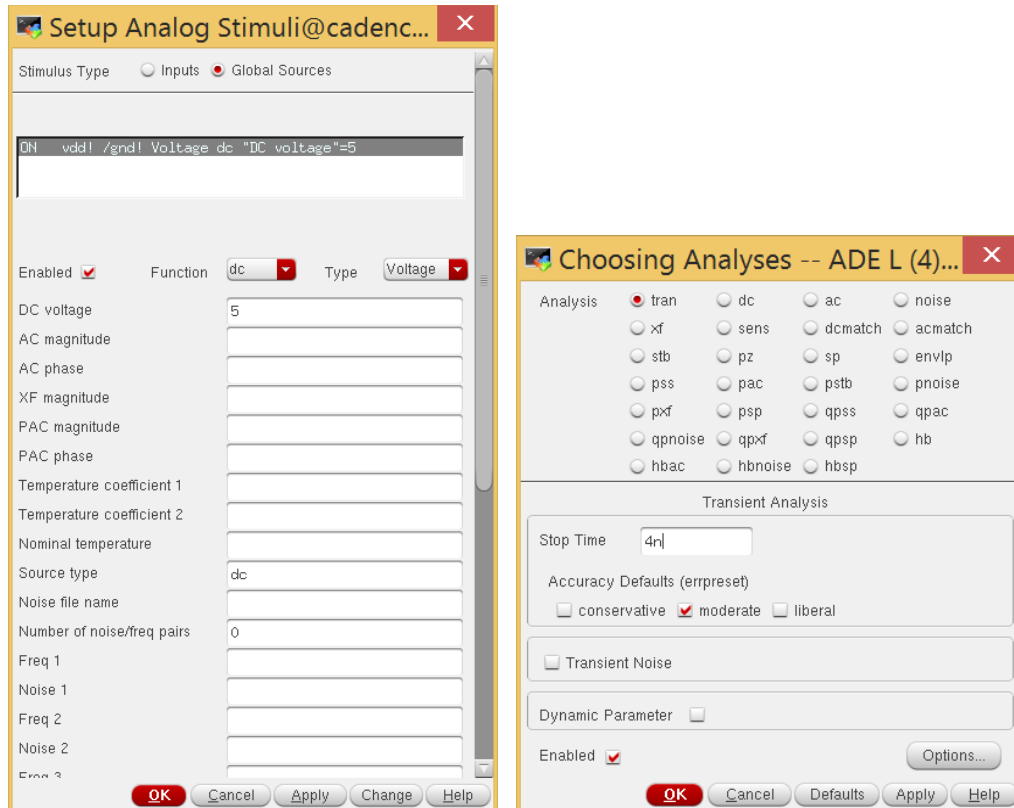 Setup Analog Stimuli@cadenc...
Stimulus Type Inputs Global Sources
ON vdd! /gnd! Voltage dc "DC voltage"=5
Enabled Function dc Type Voltage
DC voltage 5
AC magnitude
AC phase
XF magnitude
PAC magnitude
PAC phase
Temperature coefficient 1
Temperature coefficient 2
Nominal temperature
Source type dc
Noise file name
Number of noise/freq pairs 0
Freq 1
Noise 1
Freq 2
Noise 2
Freq 3
OK Cancel Apply Change Help
Choosing Analyses -- ADE L (4)...
Analysis tran dc ac noise
xf sens dcmatch acmatch
stb pz sp envlp
pss pac pstb pnoise
pxf psp qpss qpac
qpnoise qpxf qpsp hb
hbac hbnoise hbsp
Transient Analysis
Stop Time 4n
Accuracy Defaults (errpreset)
conservative moderate liberal
Transient Noise
Dynamic Parameter
Enabled Options...
OK Cancel Defaults Apply Help